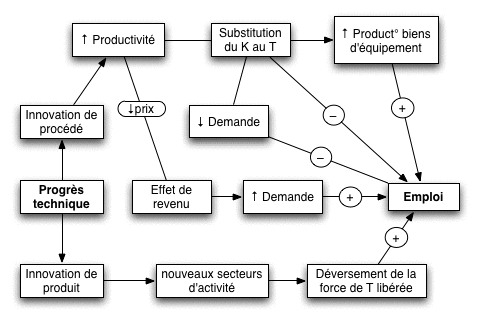 ↑ Productivité
Substitution
du K au T
↑ Product° biens
d'équipement
↓prix
+
Innovation de
procédé
↓ Demande
−
−
Progrès
technique
Effet de
revenu
↑ Demande
+
Emploi
+
Innovation de
produit
nouveaux secteurs
d'activité
Déversement de la
force de T libérée